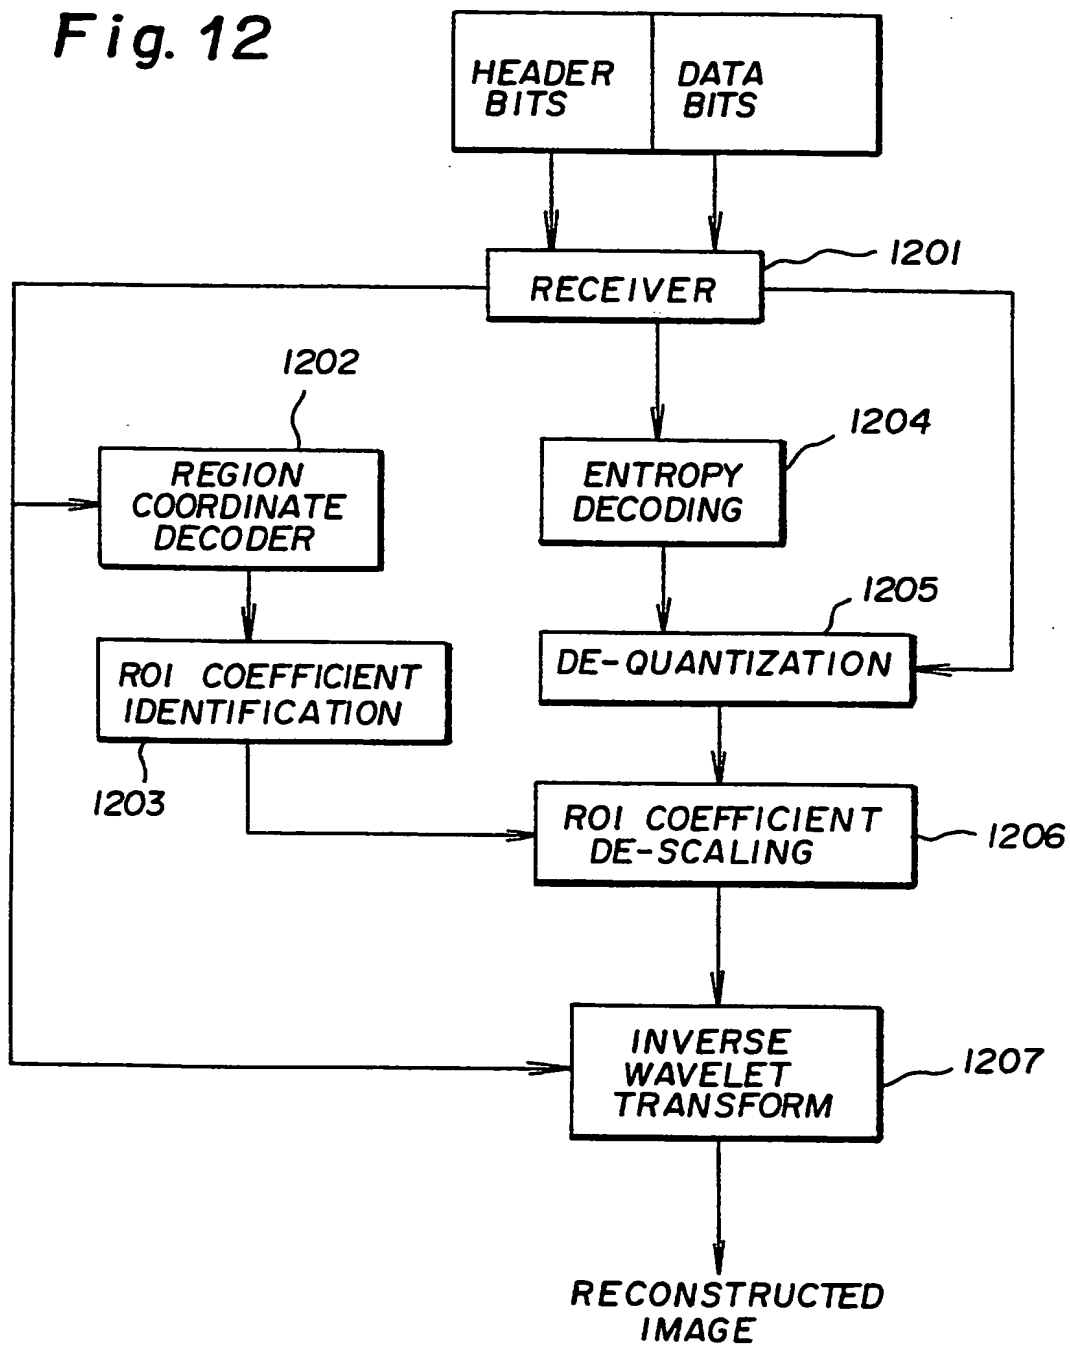 Fig. 12
HEADER
BITS
DATA
BITS
1201
RECEIVER
1202
REGION
COORDINATE
DECODER
1204
ENTROPY
DECODING
1205
DE-QUANTIZATION
ROI COEFFICIENT
IDENTIFICATION
1203
ROI COEFFICIENT
DE-SCALING
1206
INVERSE
WAVELET
TRANSFORM
1207
RECONSTRUCTED
IMAGE